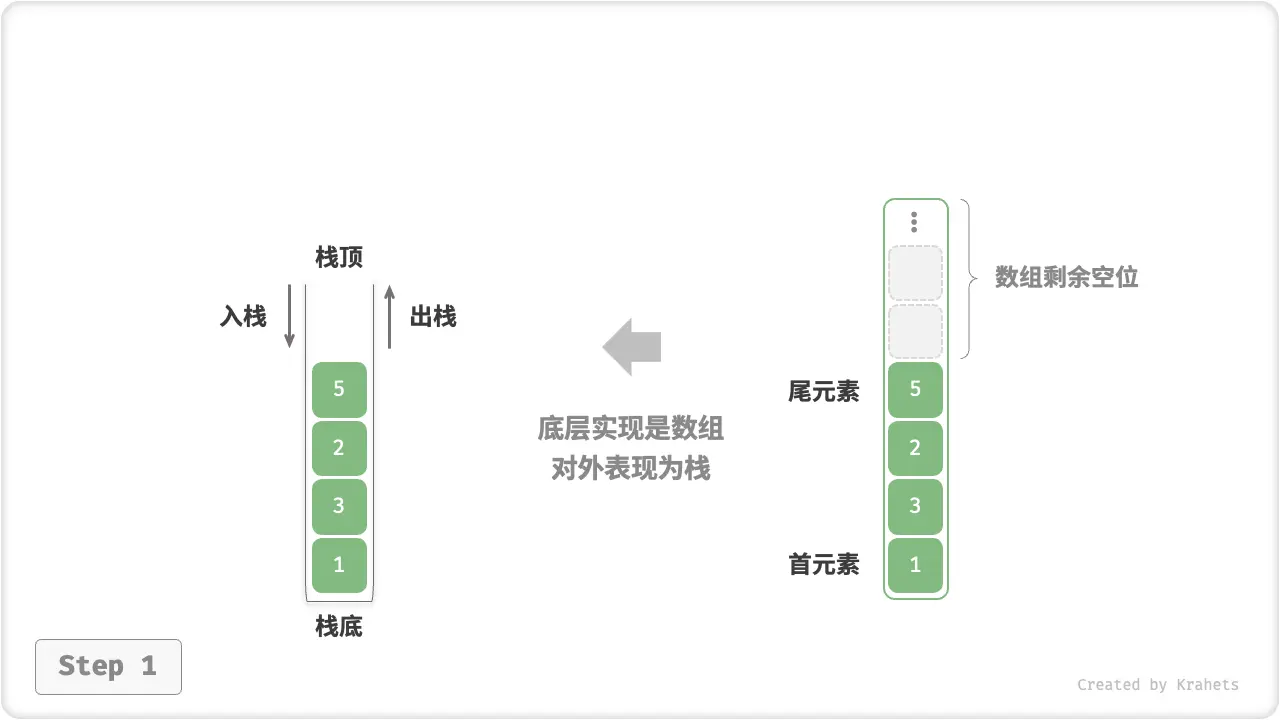 栈顶
入栈
出栈
5
2
3
1
栈底
底层实现是数组
对外表现为栈
数组剩余空位
尾元素
5
2
3
首元素
1
Step 1
Created by Krahets